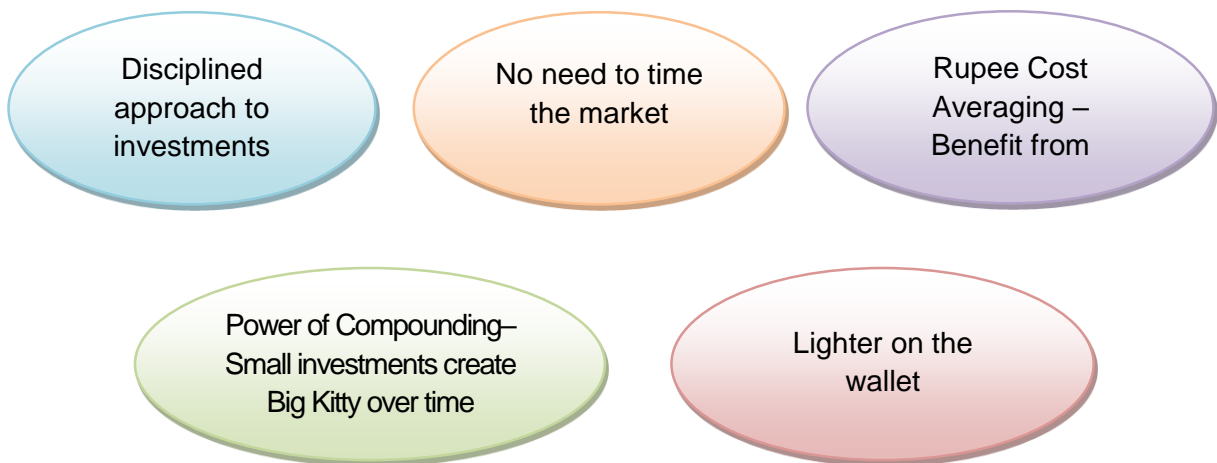 Disciplined
approach to
investments
No need to time
the market
Rupee Cost
Averaging –
Benefit from
Power of Compounding–
Small investments create
Big Kitty over time
Lighter on the
wallet